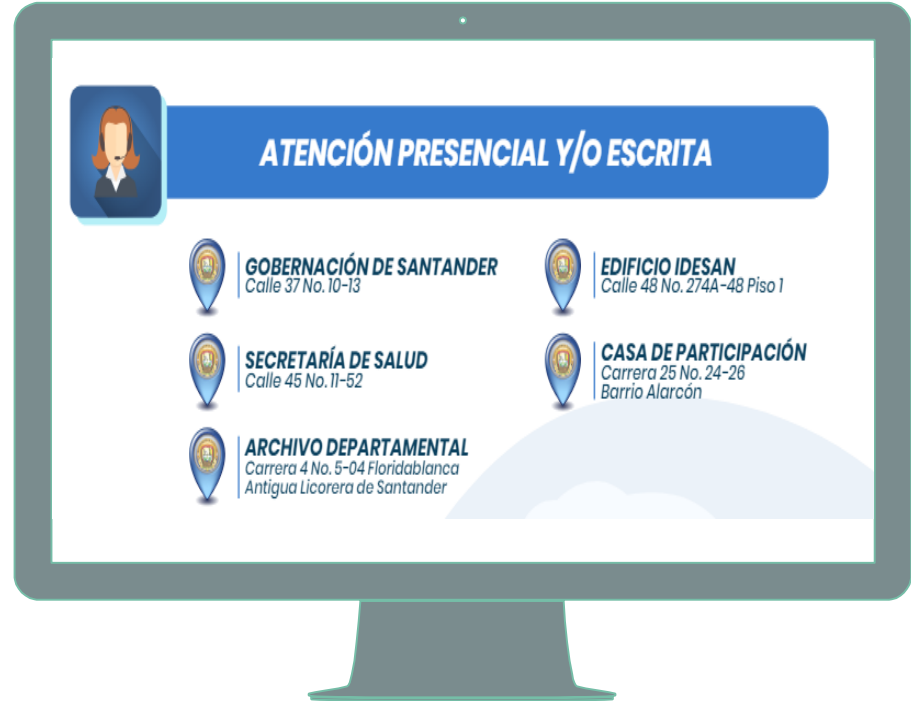 ATENCIÓN PRESENCIAL Y/O ESCRITA
GOBERNACIÓN DE SANTANDER
Calle 37 No. 10-13
SECRETARÍA DE SALUD
Calle 45 No. 11-52
ARCHIVO DEPARTAMENTAL
Carrera 4 No. 5-04 Floridablanca
Antigua Licorera de Santander
EDIFICIO IDESAN
Calle 48 No. 274A-48 Piso 1
CASA DE PARTICIPACIÓN
Carrera 25 No. 24-26
Barrio Alarcón